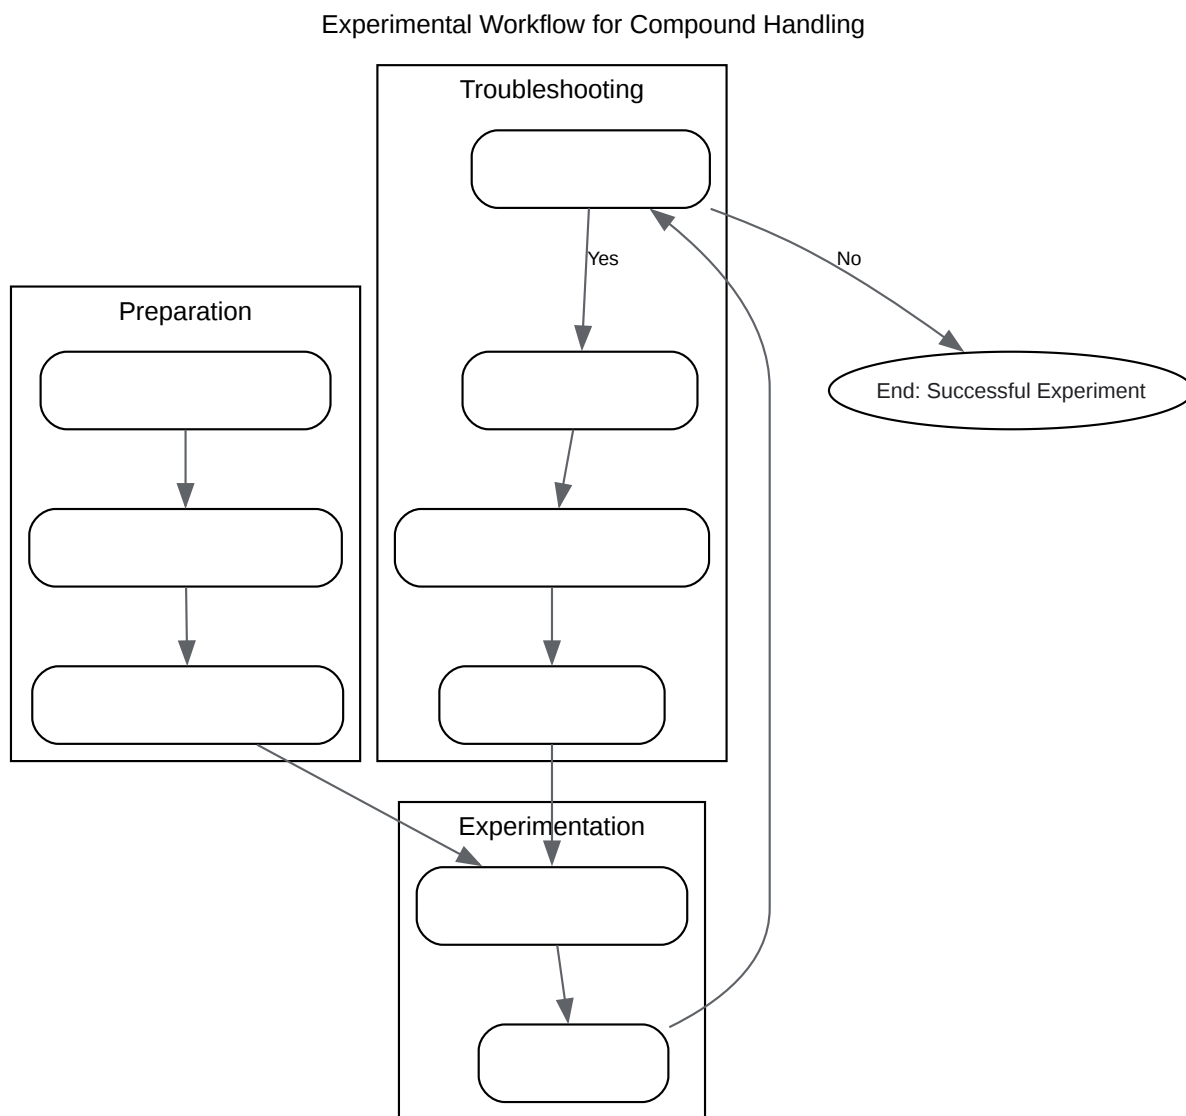 Experimental Workflow for Compound Handling
Troubleshooting
Yes
No
Preparation
End: Successful Experiment
Experimentation